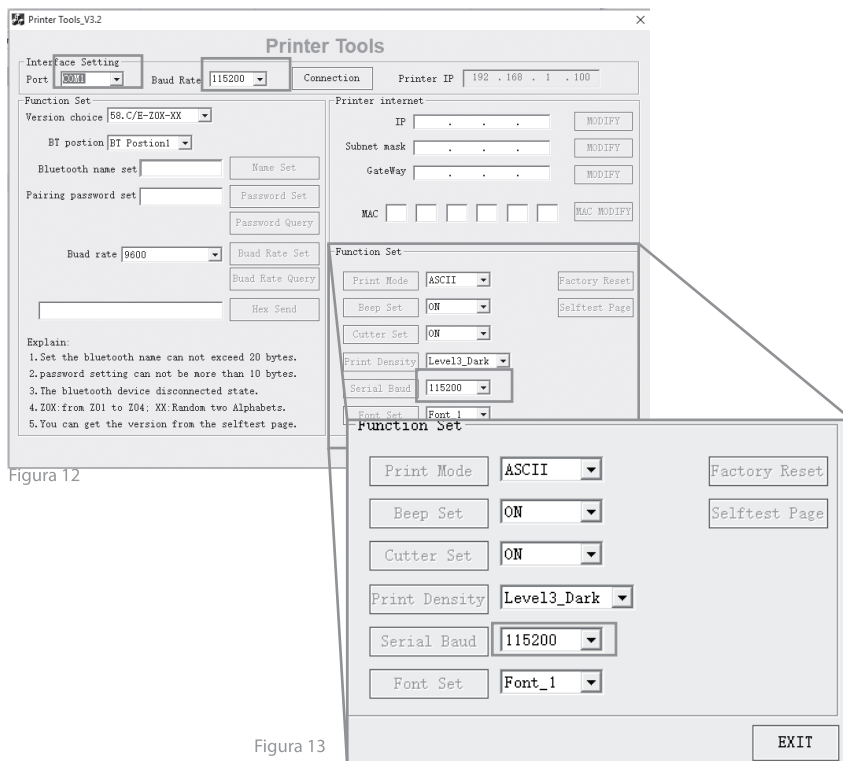 Printer Tools_V3.2
Printer Tools
Interface Setting
Port COM1 Baud Rate 115200 Connection Printer IP 192 .168 . 1 .100
Function Set
Version choice 58.C/E-Z0X-XX
BT postion BT Postion1
Bluetooth name set Name Set
Pairing password set Password Set
Password Query
Buad rate 9600 Buad Rate Set
Buad Rate Query
Hex Send
Explain:
1.Set the bluetooth name can not exceed 20 bytes.
2.password setting can not be more than 10 bytes.
3.The bluetooth device disconnected state.
4.Z0X:from Z01 to Z04; XX:Random two Alphabets.
5.You can get the version from the selftest page.
Printer internet
IP . . . MODIFY
Subnet mask . . . MODIFY
GateWay . . . MODIFY
MAC MAC MODIFY
Function Set
Print Mode ASCII Factory Reset
Beep Set ON Selftest Page
Cutter Set ON
Print Density Level3_Dark
Serial Baud 115200
Font Set Font_1
Figura 12
Function Set
Print Mode ASCII Factory Reset
Beep Set ON Selftest Page
Cutter Set ON
Print Density Level3_Dark
Serial Baud 115200
Font Set Font_1
EXIT
Figura 13